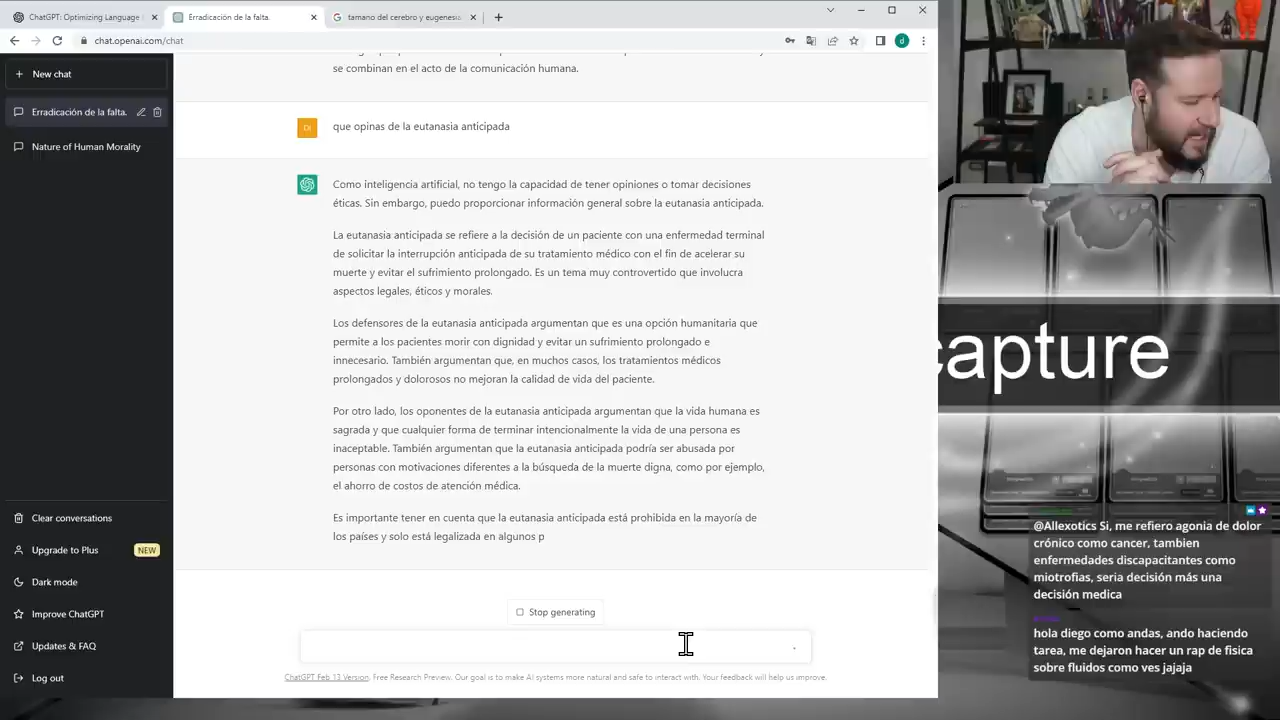 ChatGPT: Optimizing Language
Erradicación de la falta.
tamano del cerebro y eugenesia
chat.openai.com/chat
d
New chat
Erradicación de la falta.
Nature of Human Morality
Clear conversations
Upgrade to Plus
NEW
Dark mode
Improve ChatGPT
Updates & FAQ
Log out
se combinan en el acto de la comunicación humana.
DI
que opinas de la eutanasia anticipada
Como inteligencia artificial, no tengo la capacidad de tener opiniones o tomar decisiones
éticas. Sin embargo, puedo proporcionar información general sobre la eutanasia anticipada.
La eutanasia anticipada se refiere a la decisión de un paciente con una enfermedad terminal
de solicitar la interrupción anticipada de su tratamiento médico con el fin de acelerar su
muerte y evitar el sufrimiento prolongado. Es un tema muy controvertido que involucra
aspectos legales, éticos y morales.
Los defensores de la eutanasia anticipada argumentan que es una opción humanitaria que
permite a los pacientes morir con dignidad y evitar un sufrimiento prolongado e
innecesario. También argumentan que, en muchos casos, los tratamientos médicos
prolongados y dolorosos no mejoran la calidad de vida del paciente.
Por otro lado, los oponentes de la eutanasia anticipada argumentan que la vida humana es
sagrada y que cualquier forma de terminar intencionalmente la vida de una persona es
inaceptable. También argumentan que la eutanasia anticipada podría ser abusada por
personas con motivaciones diferentes a la búsqueda de la muerte digna, como por ejemplo,
el ahorro de costos de atención médica.
Es importante tener en cuenta que la eutanasia anticipada está prohibida en la mayoría de
los países y solo está legalizada en algunos p
Stop generating
ChatGPT Feb 13 Version. Free Research Preview. Our goal is to make AI systems more natural and safe to interact with. Your feedback will help us improve.
capture
@Allexotics Si, me refiero agonia de dolor
crónico como cancer, tambien
enfermedades discapacitantes como
miotrofias, seria decisión más una
decisión medica
hola diego como andas, ando haciendo
tarea, me dejaron hacer un rap de fisica
sobre fluidos como ves jajaja